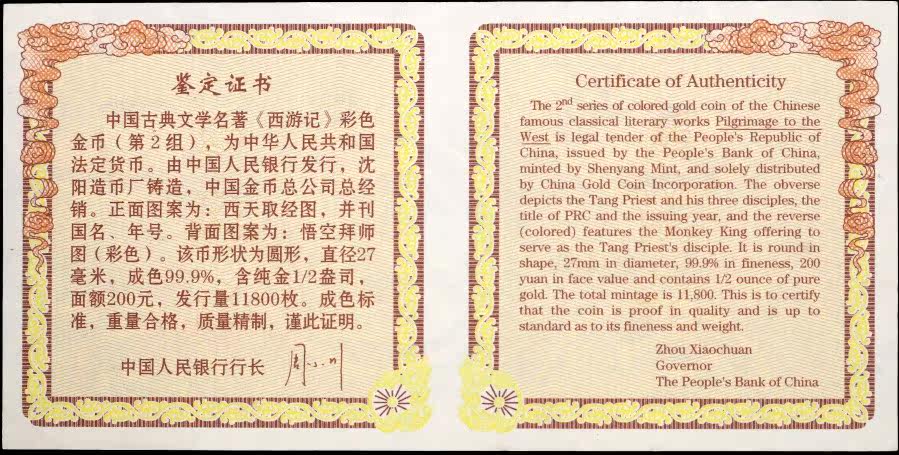 鉴定证书
中国古典文学名著《西游记》彩色
金币（第2组），为中华人民共和国
法定货币。由中国人民银行发行，沈
阳造币厂铸造，中国金币总公司总经
销。正面图案为：西天取经图，并刊
国名、年号。背面图案为：悟空拜师
图（彩色）。该币形状为圆形，直径27
毫米，成色99.9%，含纯金1/2盎司，
面额200元，发行量11800枚。成色标
准，重量合格，质量精制，谨此证明。
中国人民银行行长 周小川
Certificate of Authenticity
The 2nd series of colored gold coin of the Chinese
famous classical literary works Pilgrimage to the
West is legal tender of the People's Republic of
China, issued by the People's Bank of China,
minted by Shenyang Mint, and solely distributed
by China Gold Coin Incorporation. The obverse
depicts the Tang Priest and his three disciples, the
title of PRC and the issuing year, and the reverse
(colored) features the Monkey King offering to
serve as the Tang Priest's disciple. It is round in
shape, 27mm in diameter, 99.9% in fineness, 200
yuan in face value and contains 1/2 ounce of pure
gold. The total mintage is 11,800. This is to certify
that the coin is proof in quality and is up to
standard as to its fineness and weight.
Zhou Xiaochuan
Governor
The People's Bank of China